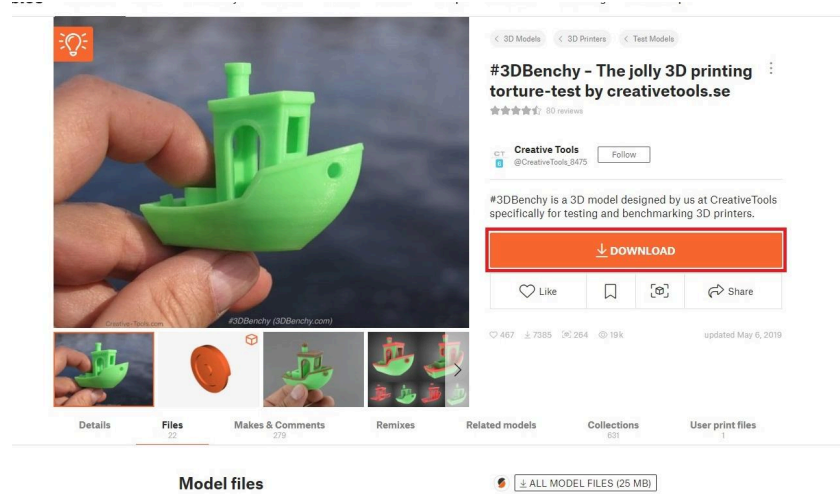 3D Models
3D Printers
Test Models
#3DBenchy – The jolly 3D printing
torture-test by creativetools.se
80 reviews
CT
Creative Tools
@CreativeTools_8475
Follow
#3DBenchy is a 3D model designed by us at CreativeTools
specifically for testing and benchmarking 3D printers.
DOWNLOAD
Like
Share
467 7385 264 19k
updated May 6, 2019
Creative-Tools.com
#3DBenchy (3DBenchy.com)
Details
Files
22
Makes & Comments
279
Remixes
Related models
Collections
631
User print files
1
Model files
ALL MODEL FILES (25 MB)